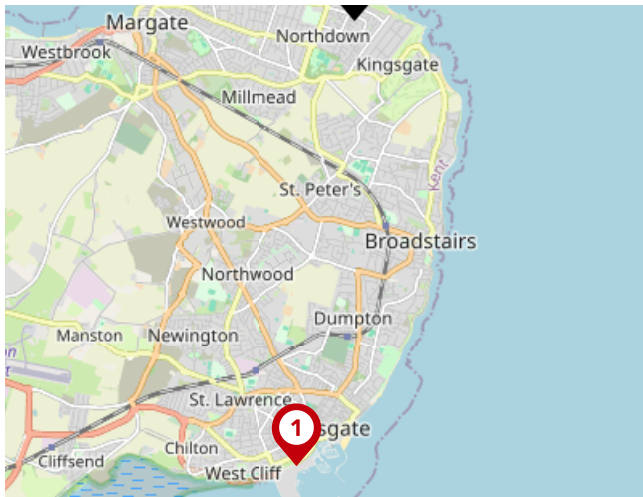 Margate
Northdown
Westbrook
Kingsgate
Millmead
Kent
St. Peter's
Westwood
Broadstairs
Northwood
Dumpton
Manston
Newington
St. Lawrence
1
sgate
Chilton
Cliffsend
West Cliff